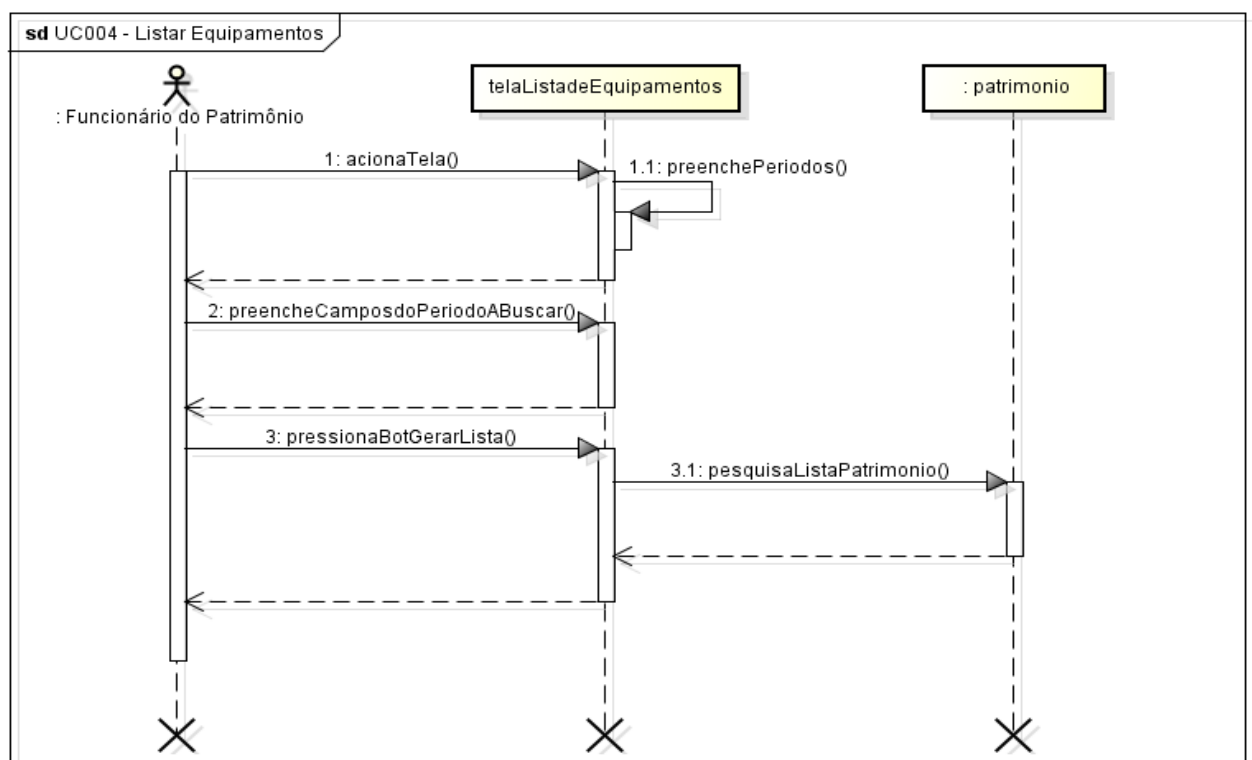 sd UC004 - Listar Equipamentos
telaListadeEquipamentos
: patrimonio
: Funcionário do Patrimônio
1: acionaTela()
1.1: preenchePeriodos()
2: preencheCamposdoPeriodoABuscar()
3: pressionaBotGerarLista()
3.1: pesquisaListaPatrimonio()